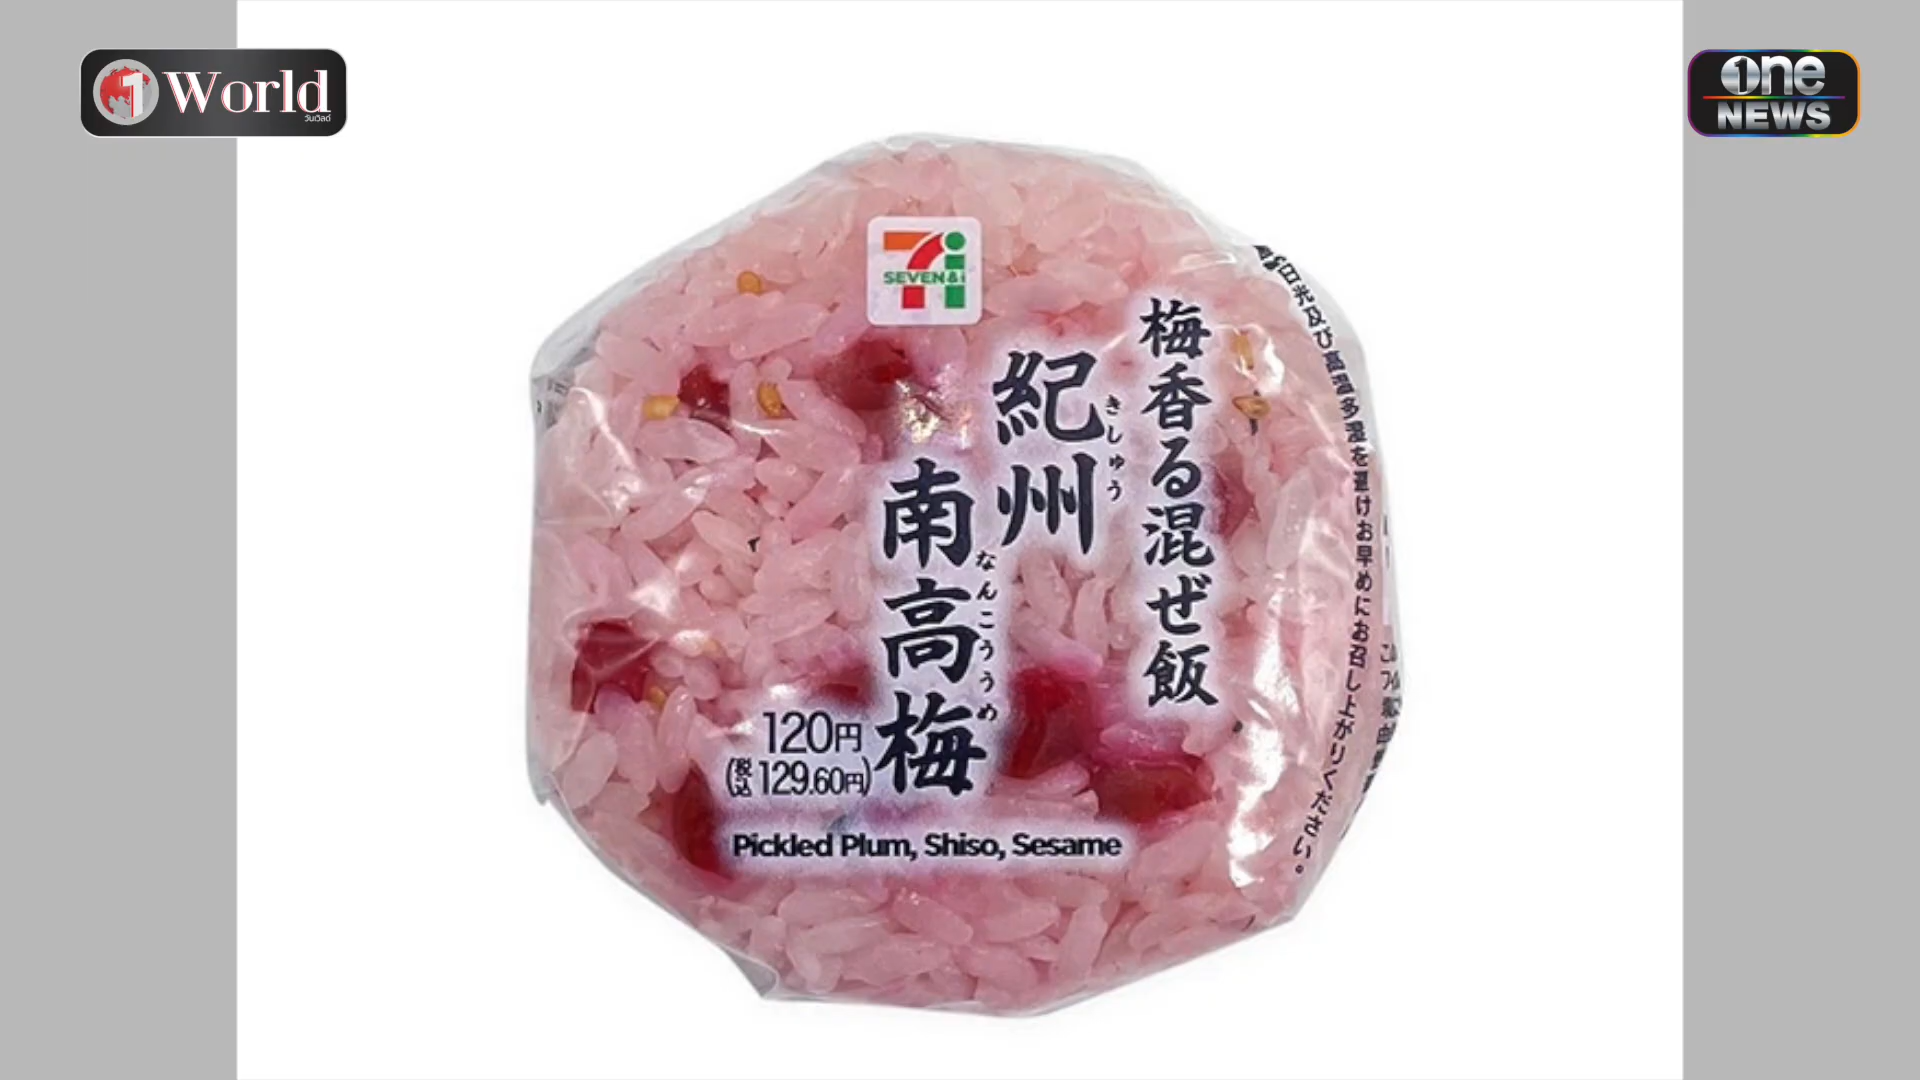 1 World
วันเวิลด์
one
NEWS
SEVEN&i
梅香る混ぜ飯
紀州
きしゅう
南高梅
なんこううめ
120円
(税込129.60円)
Pickled Plum, Shiso, Sesame
日光及び高温多湿を避けお早めにお召し上がりください。